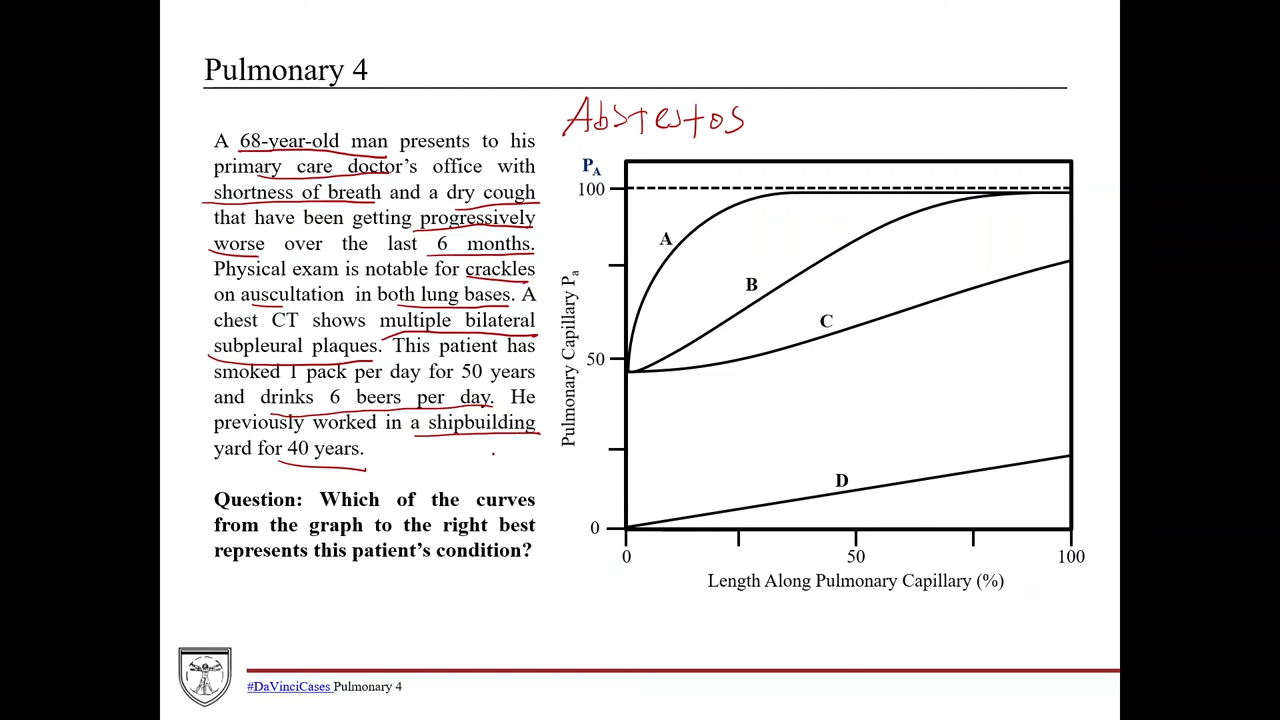 Pulmonary 4
Abstestos
A 68-year-old man presents to his
primary care doctor's office with
shortness of breath and a dry cough
that have been getting progressively
worse over the last 6 months.
Physical exam is notable for crackles
on auscultation in both lung bases. A
chest CT shows multiple bilateral
subpleural plaques. This patient has
smoked 1 pack per day for 50 years
and drinks 6 beers per day. He
previously worked in a shipbuilding
yard for 40 years.
Question: Which of the curves
from the graph to the right best
represents this patient's condition?
PA
100
50
0
Pulmonary Capillary Pa
A
B
C
D
0 50 100
Length Along Pulmonary Capillary (%)
#DaVinciCases Pulmonary 4